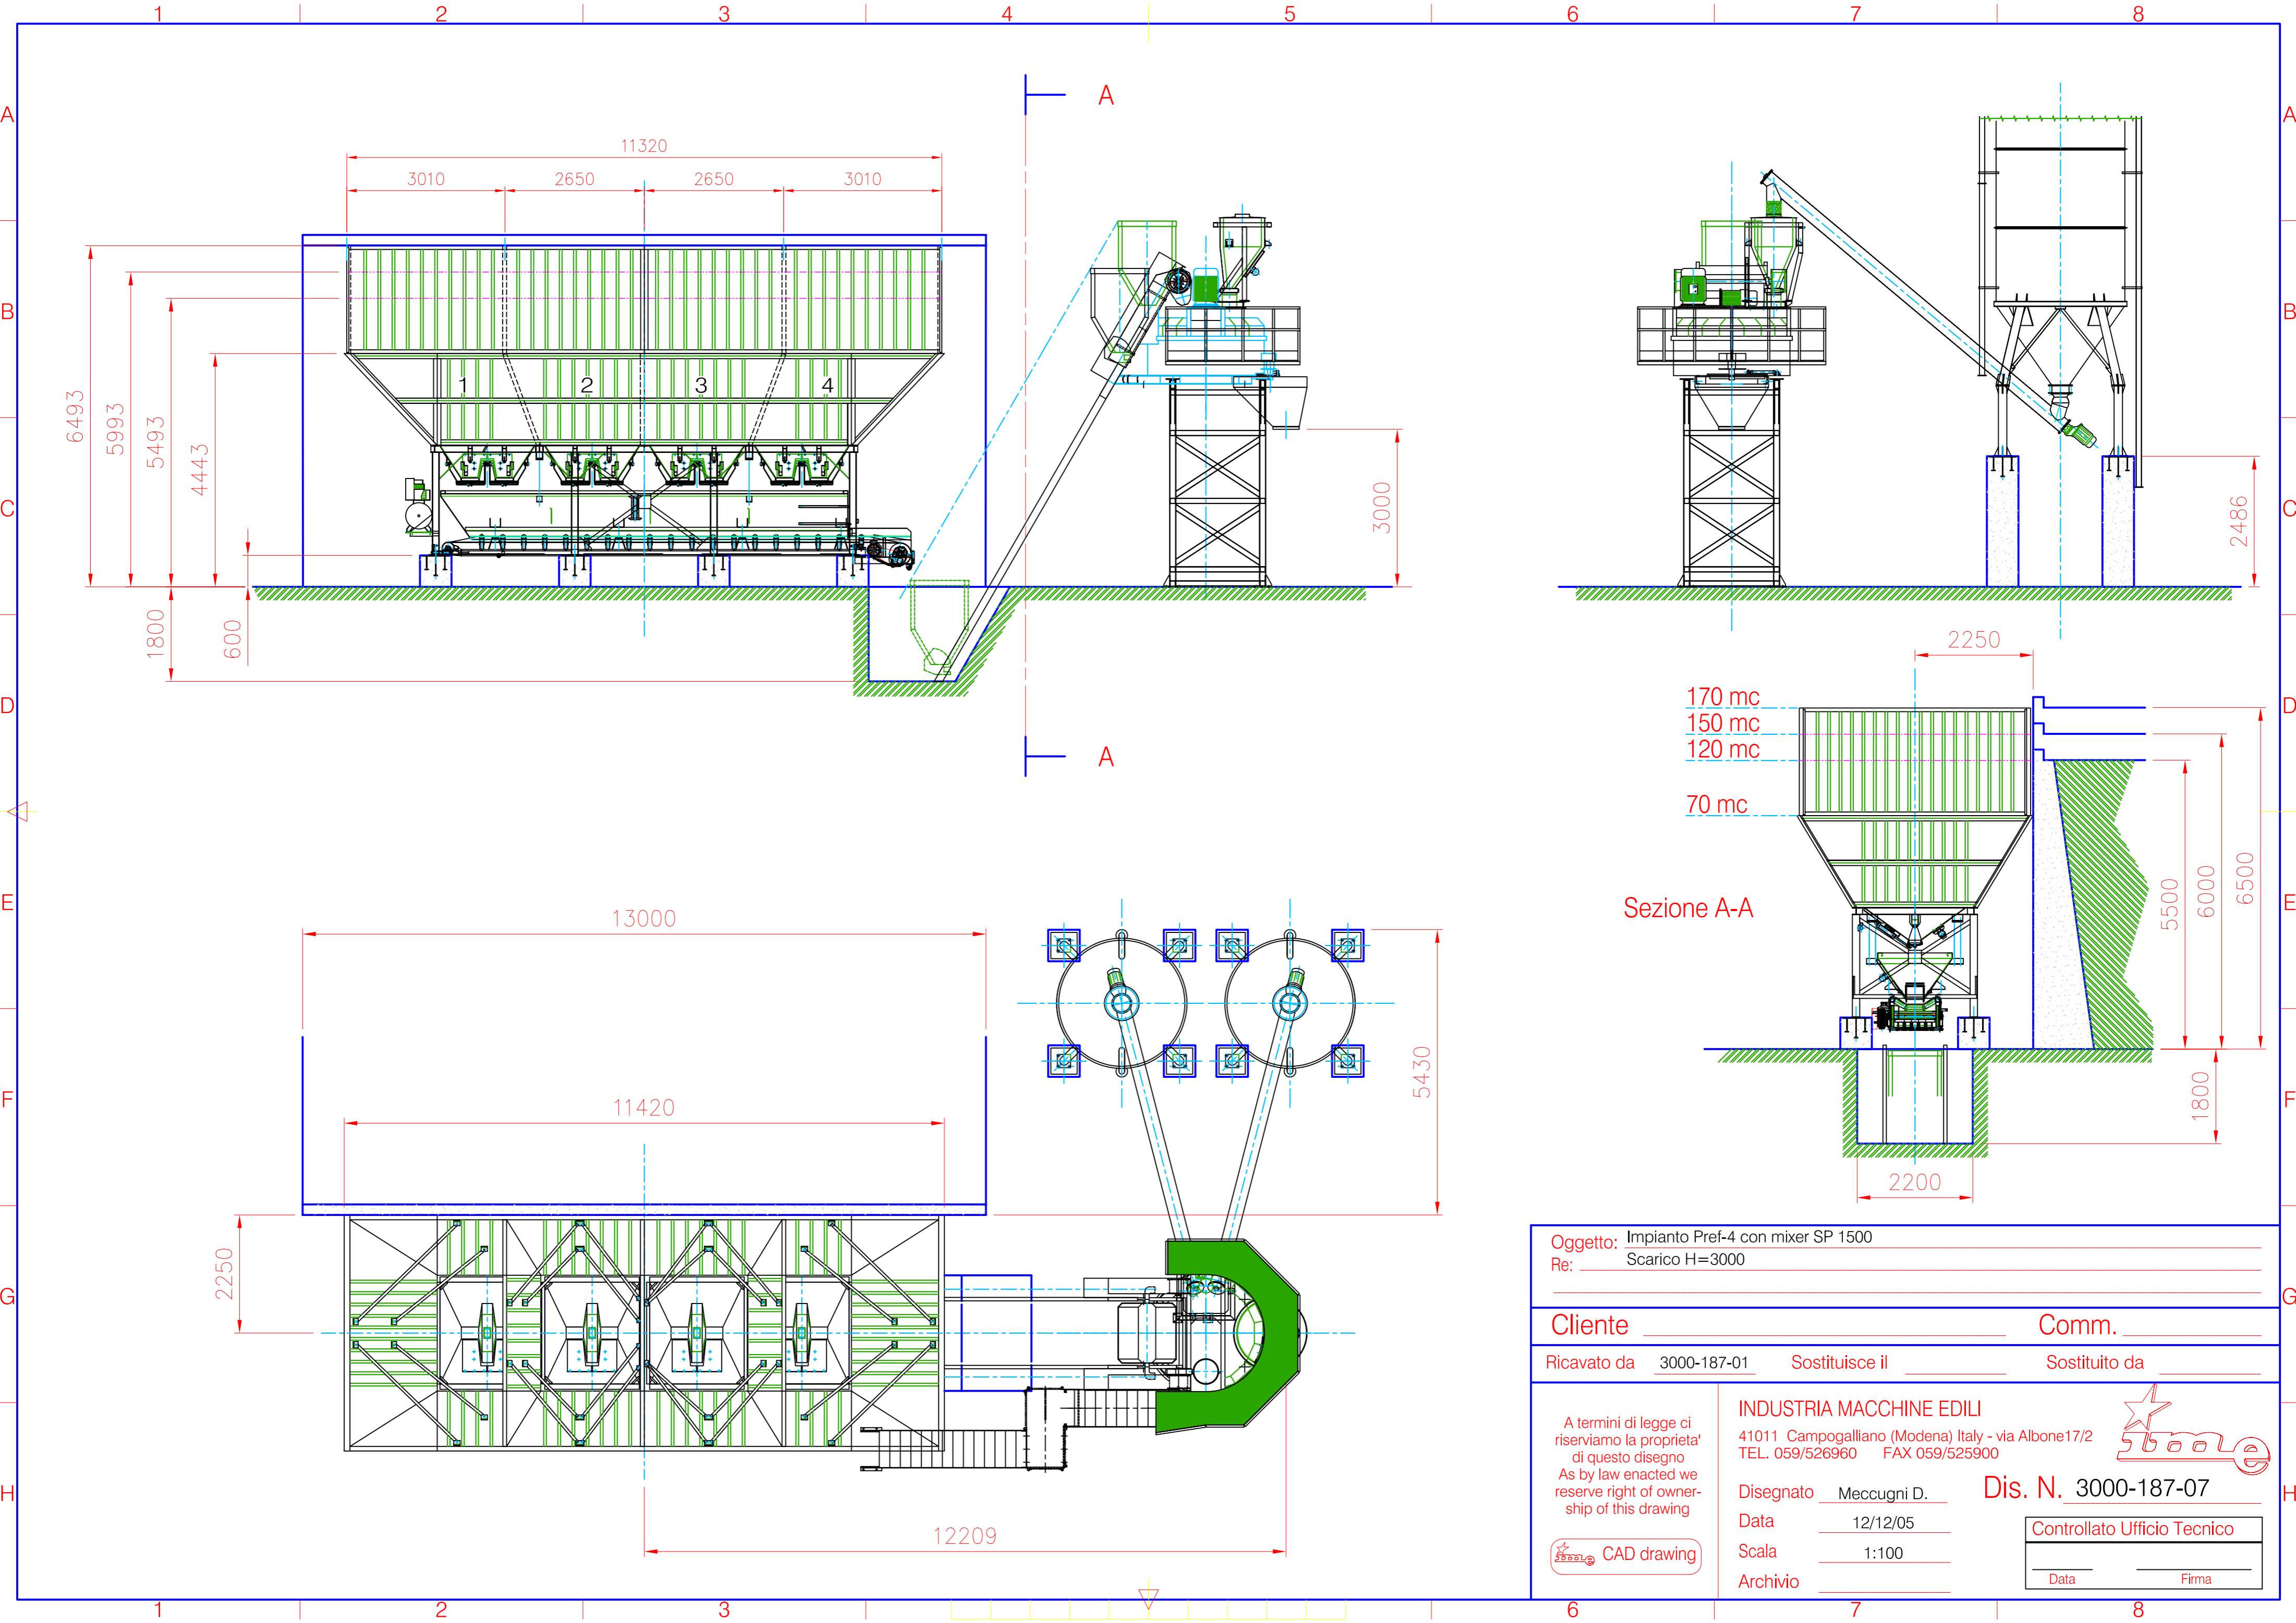 1 2 3 4 5 6 7 8
A
B
C
D
E
F
G
H
A
B
C
D
E
F
G
H
1 2 3 4 5 6 7 8
A
11320
3010 2650 2650 3010
6493
5993
5493
4443
1800
600
1 2 3 4
3000
A
2486
2250
170 mc
150 mc
120 mc
70 mc
5500
6000
6500
1800
2200
Sezione A-A
13000
11420
2250
5430
12209
Oggetto: Impianto Pref-4 con mixer SP 1500
Re: Scarico H=3000
Cliente Comm.
Ricavato da 3000-187-01 Sostituisce il Sostituito da
A termini di legge ci
riserviamo la proprieta'
di questo disegno
As by law enacted we
reserve right of owner-
ship of this drawing
ime CAD drawing
INDUSTRIA MACCHINE EDILI
41011 Campogalliano (Modena) Italy - via Albone17/2
TEL. 059/526960 FAX 059/525900
ime
Disegnato Meccugni D.
Data 12/12/05
Scala 1:100
Archivio
Dis. N. 3000-187-07
Controllato Ufficio Tecnico
Data Firma